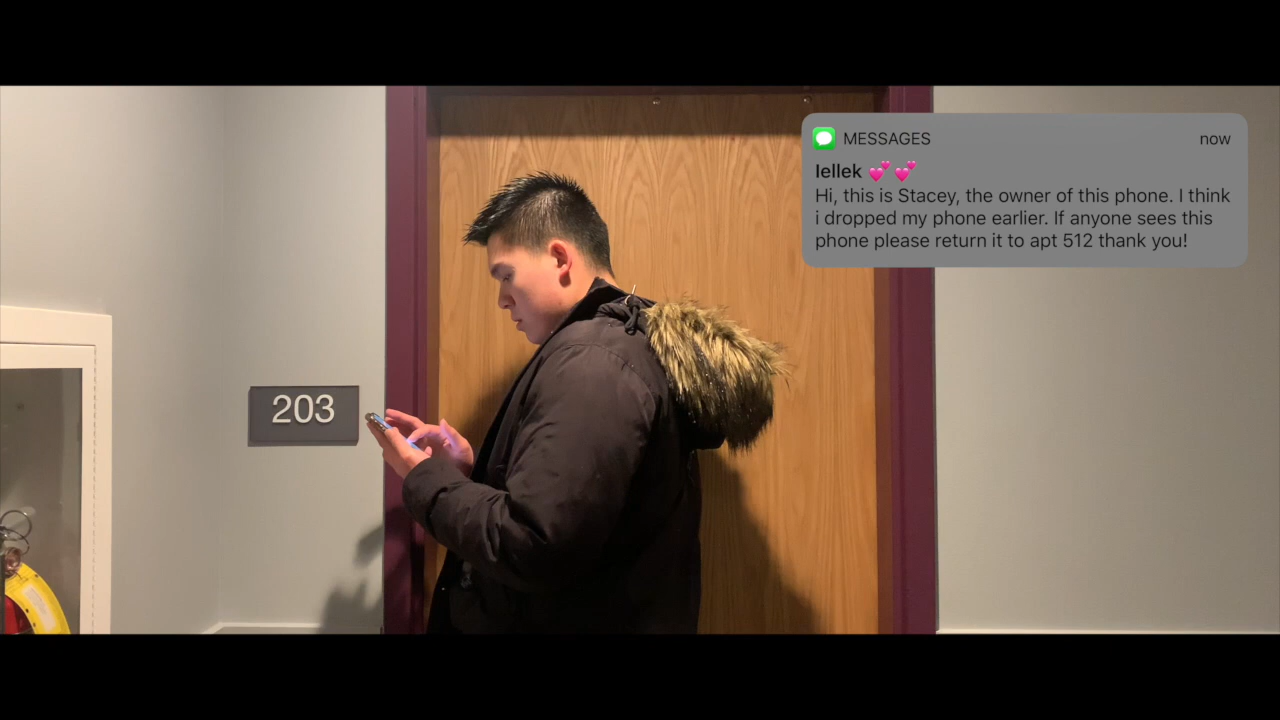 MESSAGES now
lellek 💕 💕
Hi, this is Stacey, the owner of this phone. I think
i dropped my phone earlier. If anyone sees this
phone please return it to apt 512 thank you!
203